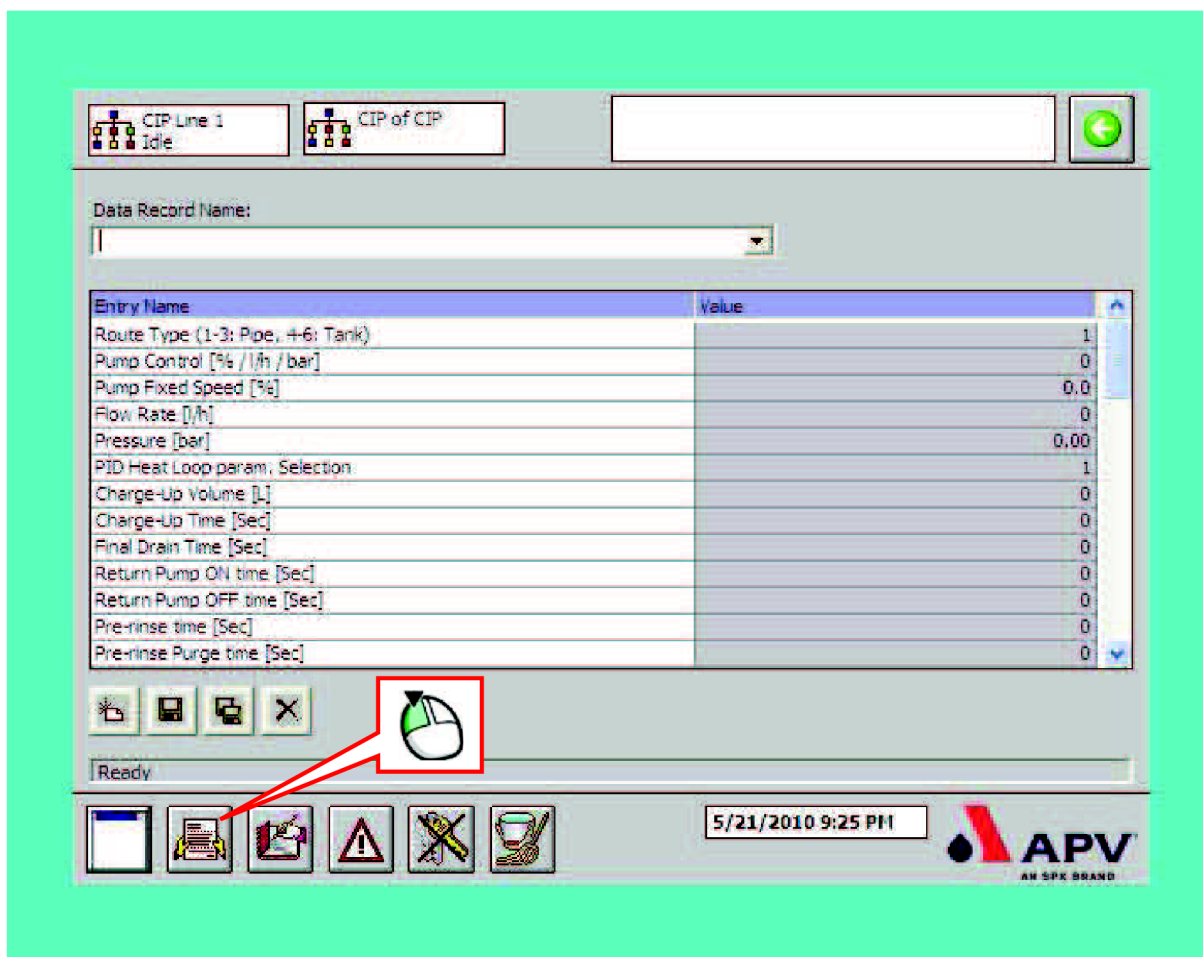 CIP Line 1
Idle
CIP of CIP
Data Record Name:
Entry Name Value
Route Type (1-3: Pipe, 4-6: Tank) 1
Pump Control [% / l/h / bar] 0
Pump Fixed Speed [%] 0.0
Flow Rate [l/h] 0
Pressure [bar] 0.00
PID Heat Loop param. Selection 1
Charge-Up Volume [L] 0
Charge-Up Time [Sec] 0
Final Drain Time [Sec] 0
Return Pump ON time [Sec] 0
Return Pump OFF time [Sec] 0
Pre-rinse time [Sec] 0
Pre-rinse Purge time [Sec] 0
Ready
5/21/2010 9:25 PM
APV
AN SPX BRAND